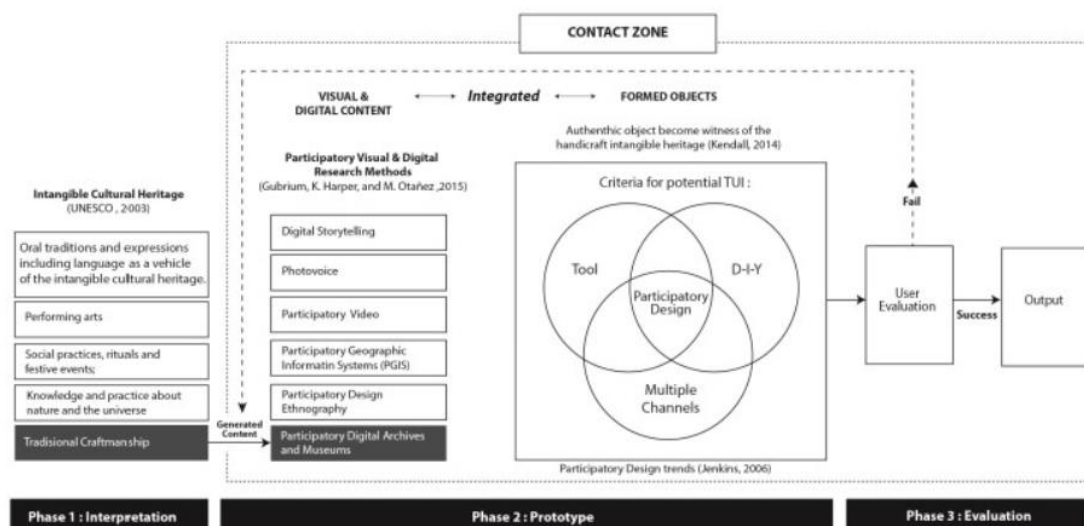 CONTACT ZONE
VISUAL &
DIGITAL CONTENT
Integrated
FORMED OBJECTS
Authenthic object become witness of the
handicraft intangible heritage (Kendall, 2014)
Participatory Visual & Digital
Research Methods
(Gubrium, K. Harper, and M. Otañez ,2015)
Intangible Cultural Heritage
(UNESCO , 2003)
Oral traditions and expressions
including language as a vehicle
of the intangible cultural heritage.
Performing arts
Social practices, rituals and
festive events;
Knowledge and practice about
nature and the universe
Tradisional Craftmanship
Generated
Content
Digital Storytelling
Photovoice
Participatory Video
Participatory Geographic
Informatin Systems (PGIS)
Participatory Design
Ethnography
Participatory Digital Archives
and Museums
Criteria for potential TUI :
Tool
D-I-Y
Participatory
Design
Multiple
Channels
Participatory Design trends (Jenkins, 2006)
Fail
User
Evaluation
Success
Output
Phase 1 : Interpretation
Phase 2 : Prototype
Phase 3 : Evaluation